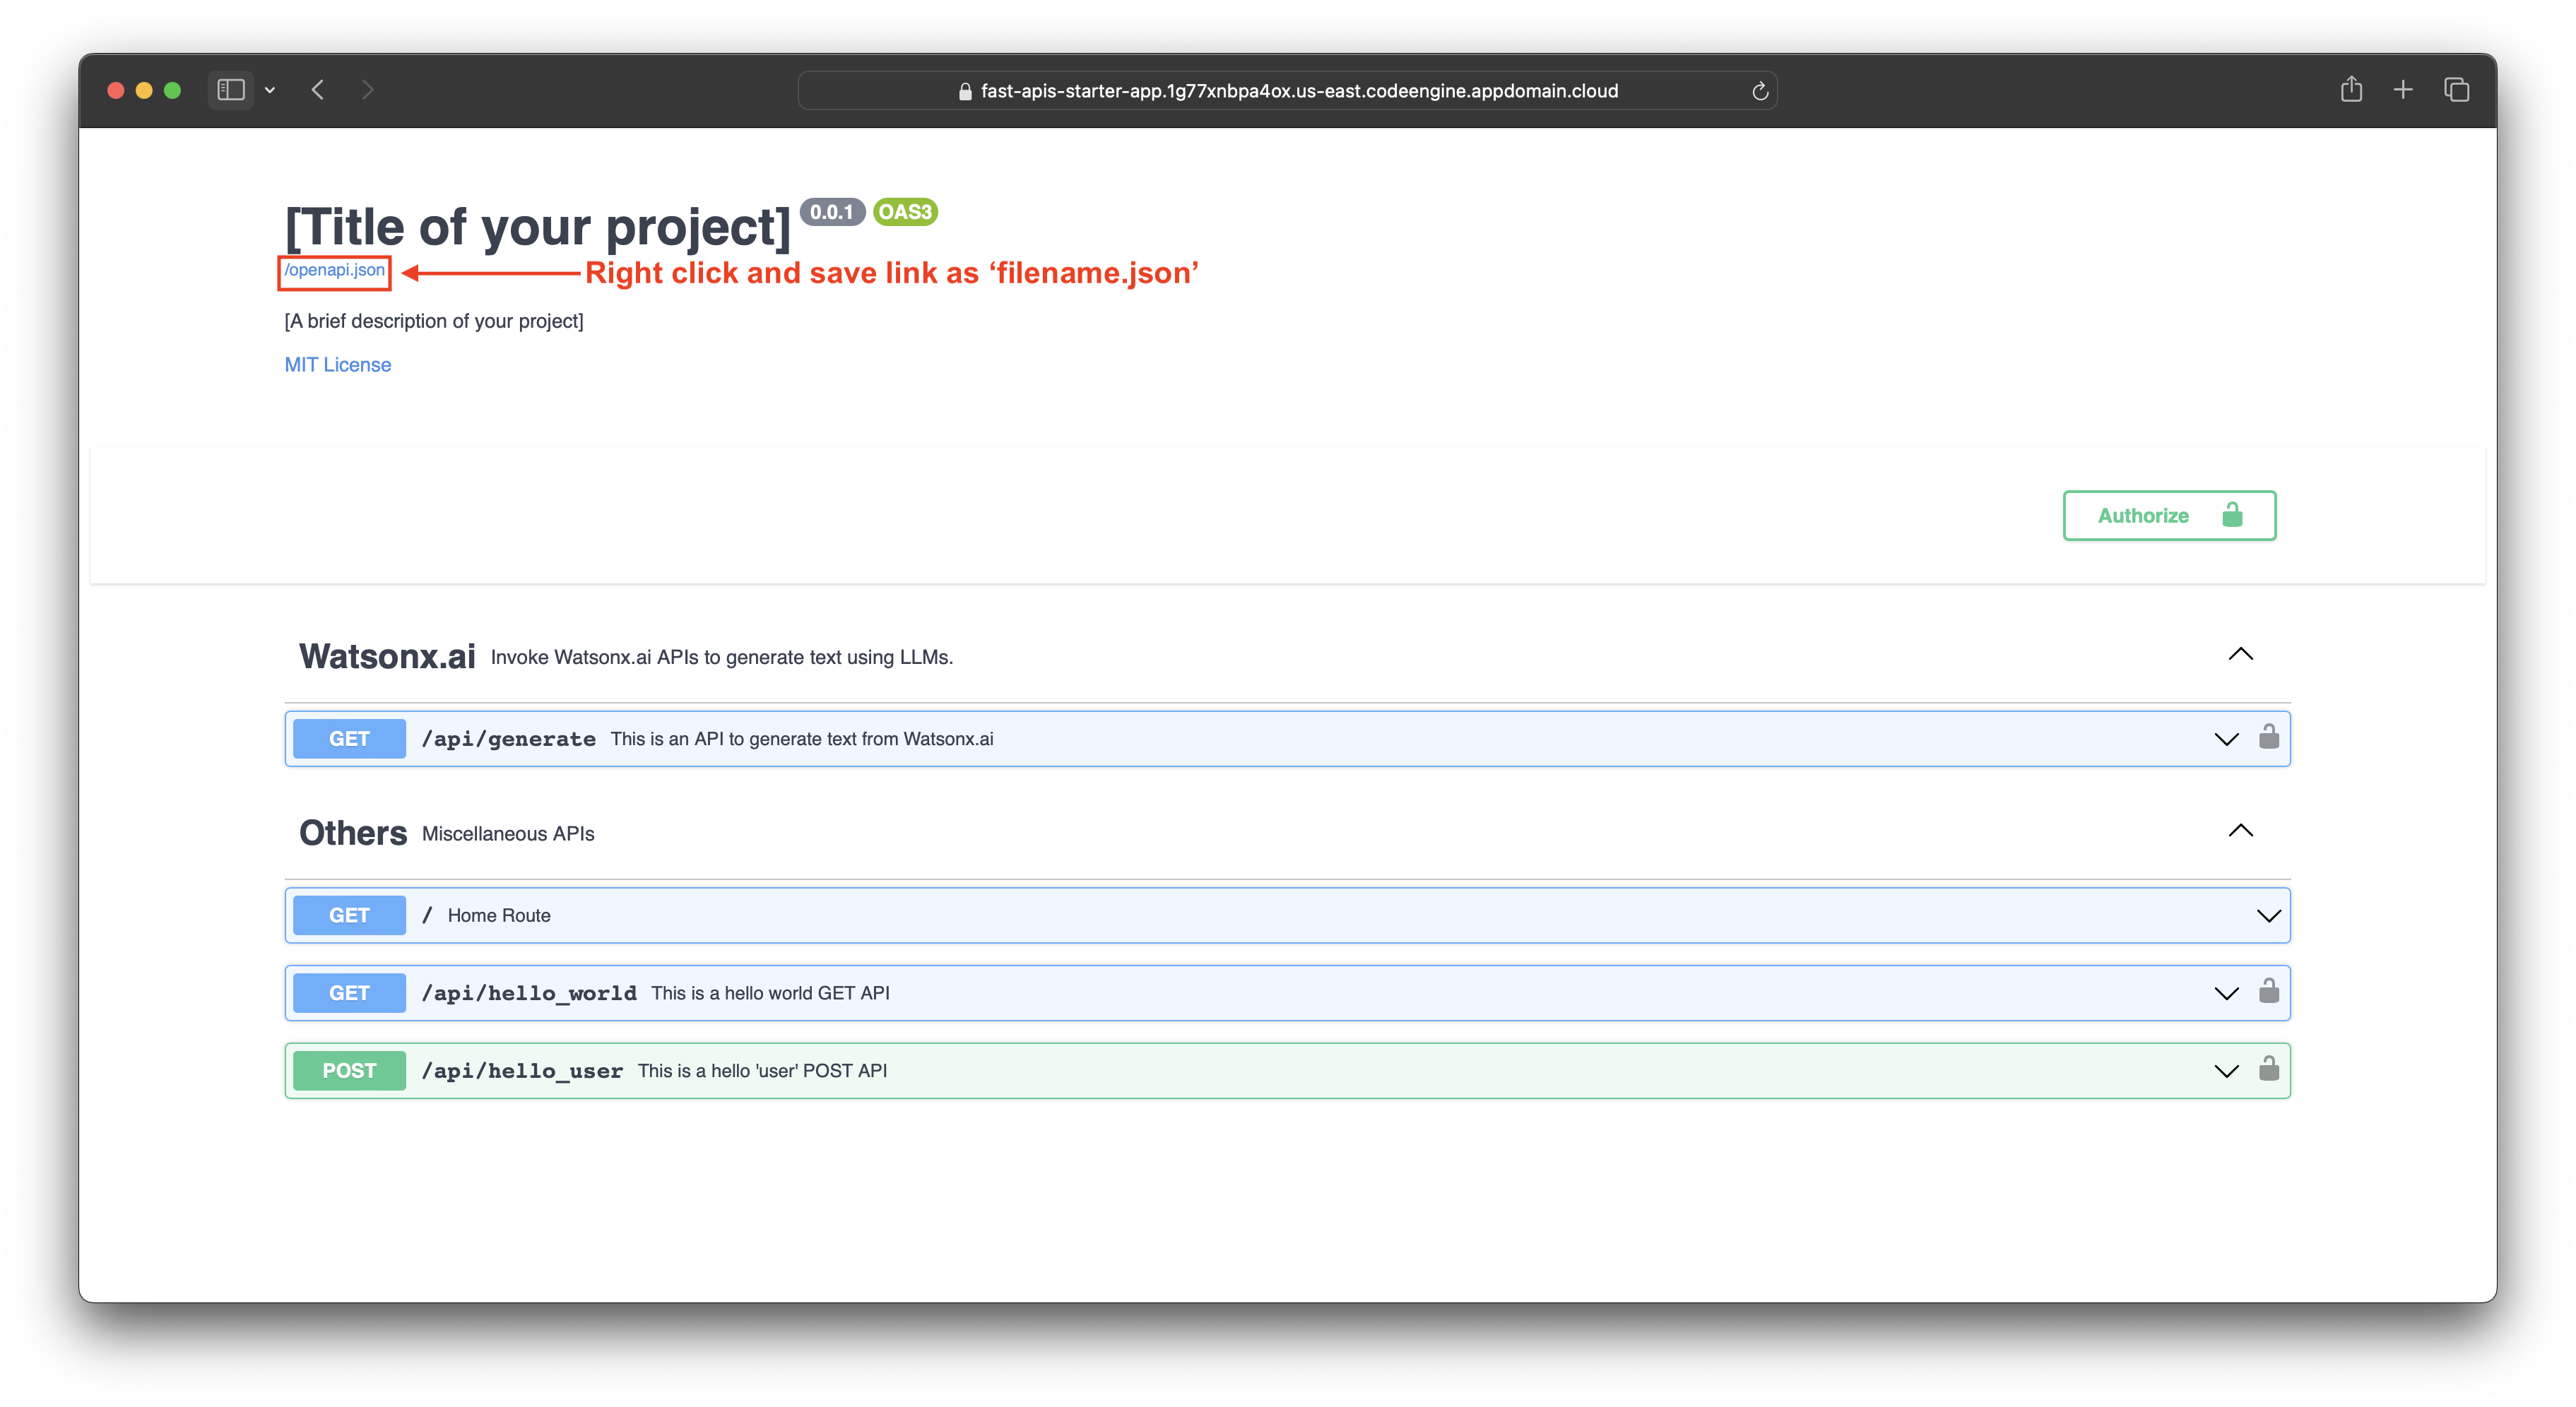 fast-apis-starter-app.1g77xnbpa4ox.us-east.codeengine.appdomain.cloud
[Title of your project] 0.0.1 OAS3
/openapi.json Right click and save link as ‘filename.json’
[A brief description of your project]
MIT License
Authorize
Watsonx.ai Invoke Watsonx.ai APIs to generate text using LLMs.
GET /api/generate This is an API to generate text from Watsonx.ai
Others Miscellaneous APIs
GET / Home Route
GET /api/hello_world This is a hello world GET API
POST /api/hello_user This is a hello 'user' POST API